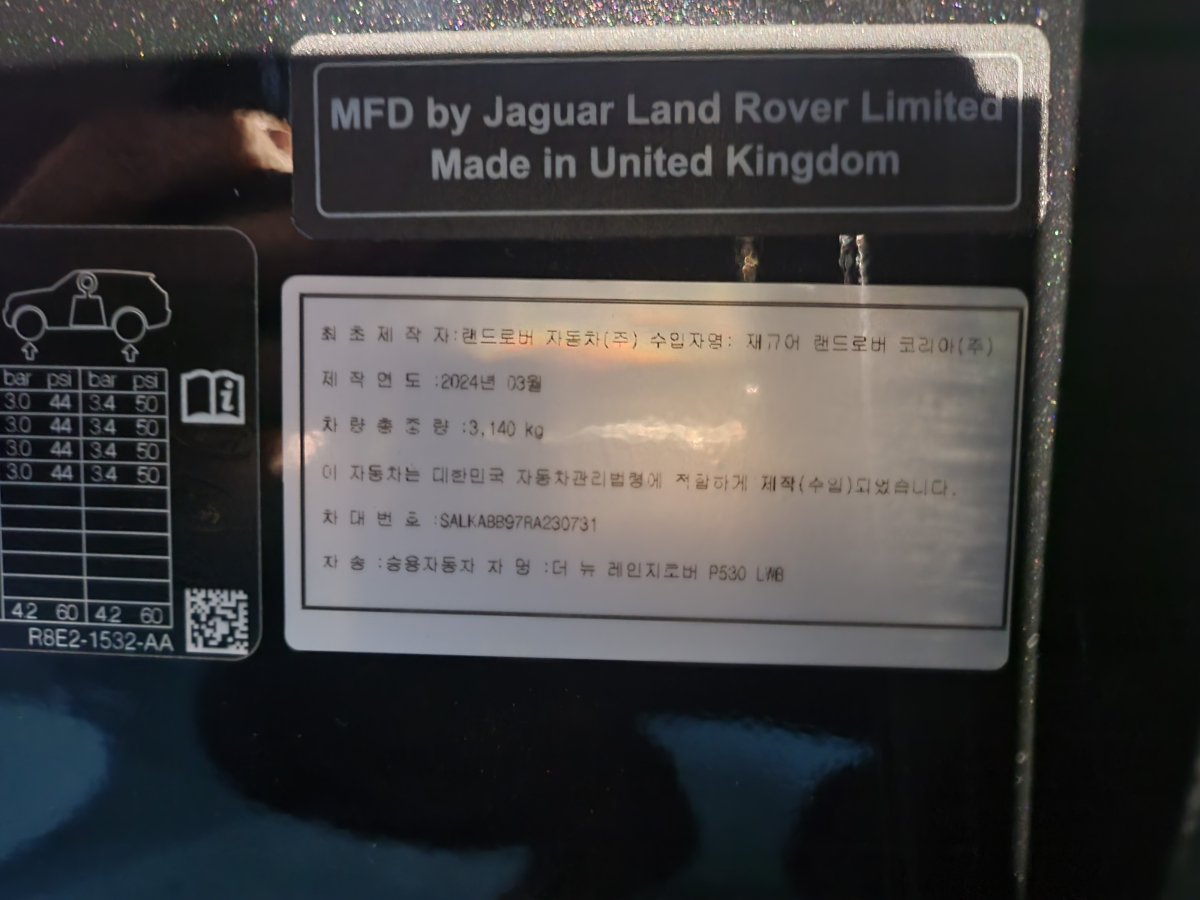 MFD by Jaguar Land Rover Limited
Made in United Kingdom
bar psi bar psi
3.0 44 3.4 50
3.0 44 3.4 50
3.0 44 3.4 50
3.0 44 3.4 50
4.2 60 4.2 60
R8E2-1532-AA
최 초 제 작 자:랜드로버 자동차(주) 수입자명: 재규어 랜드로버 코리아(주)
제 작 연 도 :2024년 03월
차 량 총 중 량 :3,140 kg
이 자동차는 대한민국 자동차관리법령에 적합하게 제작(수입)되었습니다.
차 대 번 호 :SALKABB97RA230731
차 종 :승용자동차 차 명 :더 뉴 레인지로버 P530 LWB